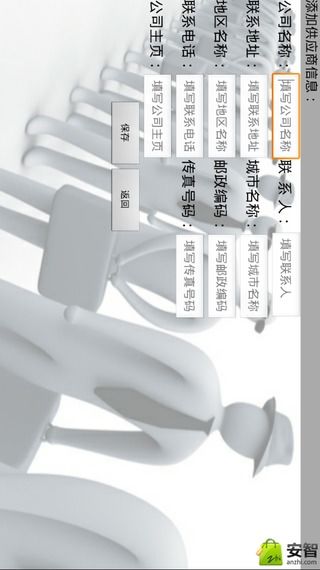 添加供应商信息：
公司名称： 填写公司名称 联 系 人： 填写联系人
联系地址： 填写联系地址 城市名称： 填写城市名称
地区名称： 填写地区名称 邮政编码： 填写邮政编码
联系电话： 填写联系电话 传真号码： 填写传真号码
公司主页： 填写公司主页
保存 返回
安智
anzhi.com